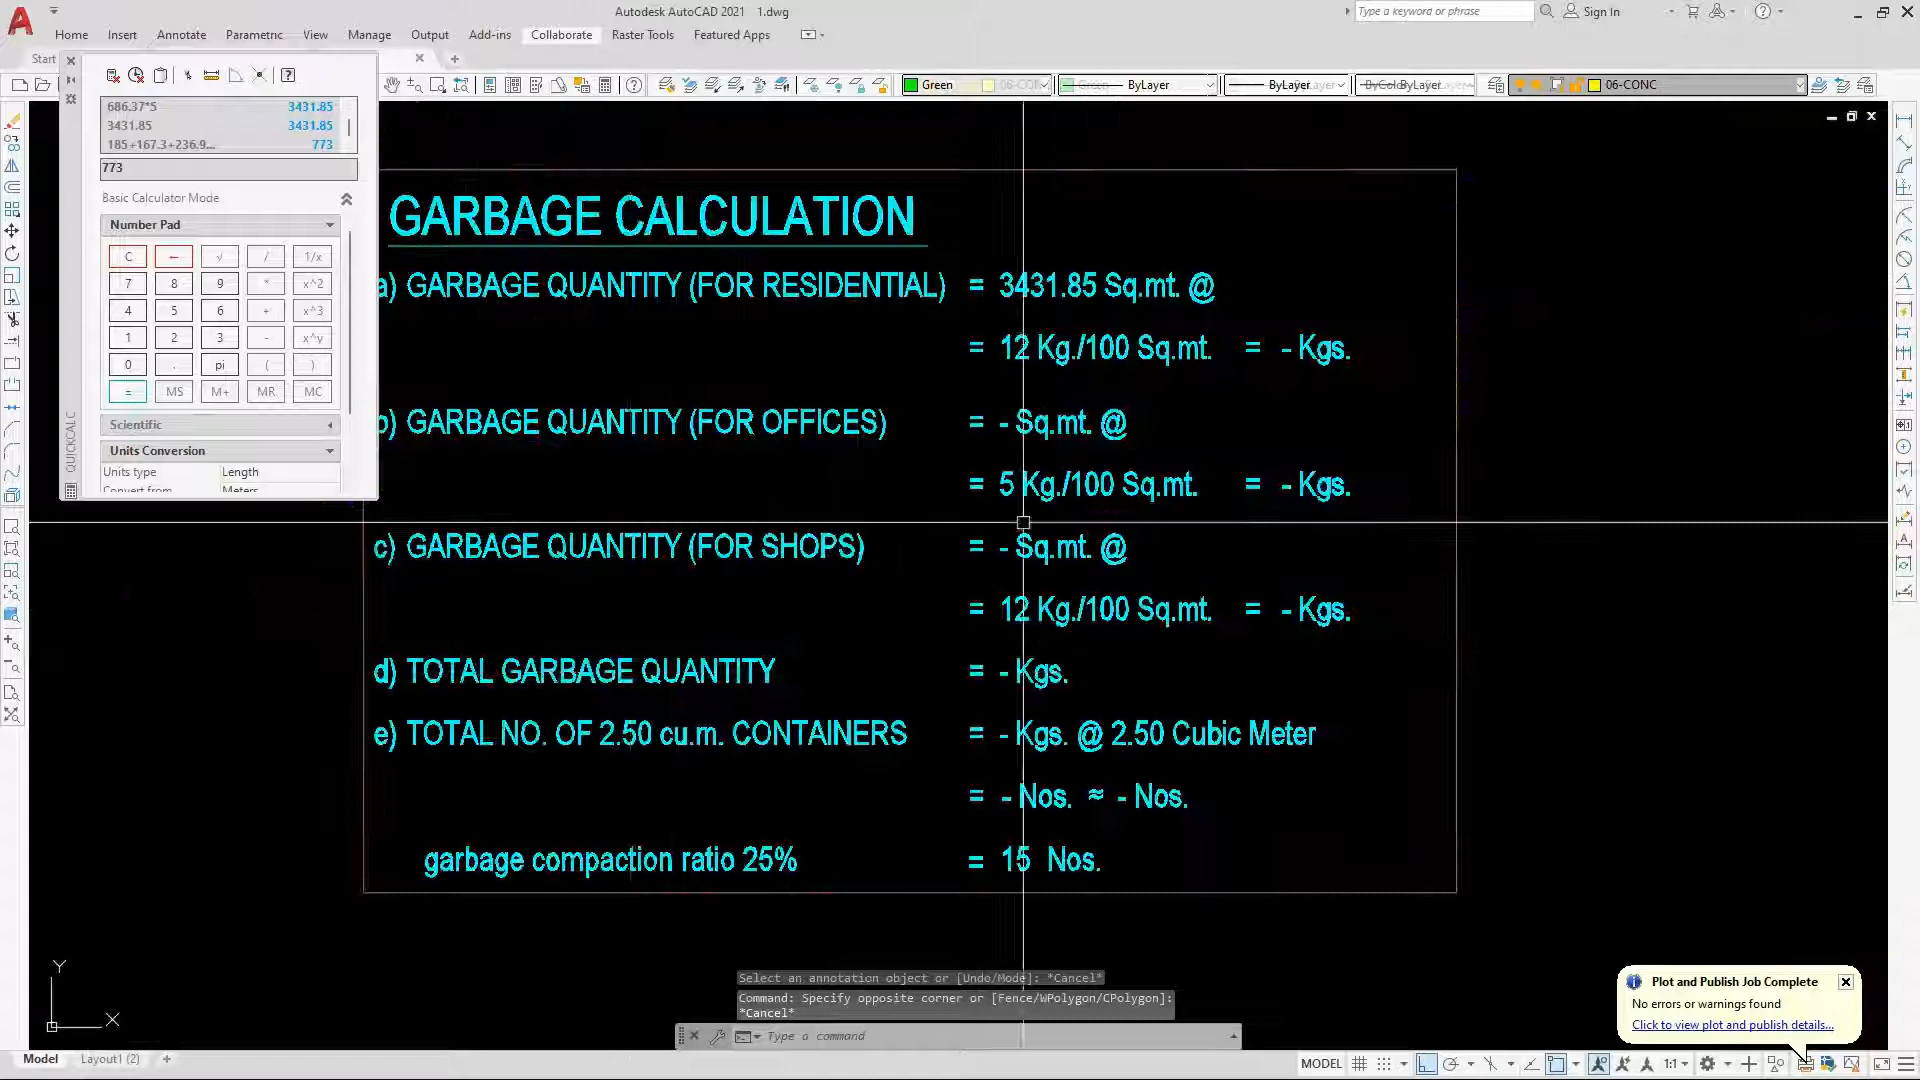 Autodesk AutoCAD 2021 1.dwg
Type a keyword or phrase
Sign In
Home Insert Annotate Parametric View Manage Output Add-ins Collaborate Raster Tools Featured Apps
Start
Green ByLayer ByLayer ByColor 06-CONC
686.37*5 3431.85
3431.85 3431.85
185+167.3+236.9... 773
773
Basic Calculator Mode
Number Pad
C ← √ / 1/x
7 8 9 * x^2
4 5 6 + x^3
1 2 3 - x^y
0 . pi ( )
= MS M+ MR MC
Scientific
Units Conversion
Units type Length
Convert from Meters
QUICKCALC
GARBAGE CALCULATION
a) GARBAGE QUANTITY (FOR RESIDENTIAL) = 3431.85 Sq.mt. @
= 12 Kg./100 Sq.mt. = - Kgs.
b) GARBAGE QUANTITY (FOR OFFICES) = - Sq.mt. @
= 5 Kg./100 Sq.mt. = - Kgs.
c) GARBAGE QUANTITY (FOR SHOPS) = - Sq.mt. @
= 12 Kg./100 Sq.mt. = - Kgs.
d) TOTAL GARBAGE QUANTITY = - Kgs.
e) TOTAL NO. OF 2.50 cu.m. CONTAINERS = - Kgs. @ 2.50 Cubic Meter
= - Nos. ≈ - Nos.
garbage compaction ratio 25% = 15 Nos.
Y
X
Select an annotation object or [Undo/Mode]: *Cancel*
Command: Specify opposite corner or [Fence/WPolygon/CPolygon]:
*Cancel*
Type a command
Plot and Publish Job Complete
No errors or warnings found
Click to view plot and publish details...
Model Layout1 (2) +
MODEL 1:1